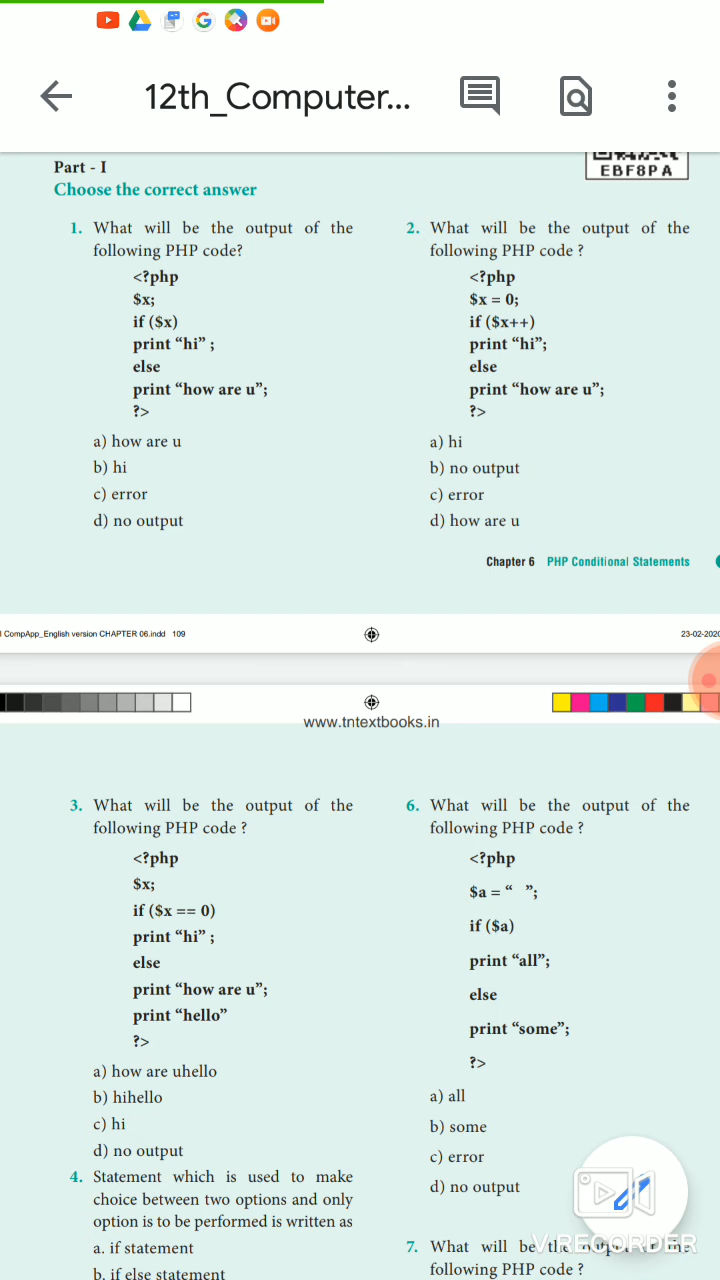 12th_Computer...
EBF8PA
Part - I
Choose the correct answer
1. What will be the output of the
following PHP code?
<?php
$x;
if ($x)
print “hi” ;
else
print “how are u”;
?>
a) how are u
b) hi
c) error
d) no output
2. What will be the output of the
following PHP code ?
<?php
$x = 0;
if ($x++)
print “hi”;
else
print “how are u”;
?>
a) hi
b) no output
c) error
d) how are u
Chapter 6 PHP Conditional Statements
CompApp_English version CHAPTER 06.indd 109
23-02-2020
www.tntextbooks.in
3. What will be the output of the
following PHP code ?
<?php
$x;
if ($x == 0)
print “hi” ;
else
print “how are u”;
print “hello”
?>
a) how are uhello
b) hihello
c) hi
d) no output
4. Statement which is used to make
choice between two options and only
option is to be performed is written as
a. if statement
b. if else statement
6. What will be the output of the
following PHP code ?
<?php
$a = “ ”;
if ($a)
print “all”;
else
print “some”;
?>
a) all
b) some
c) error
d) no output
7. What will be the output of the
following PHP code ?
V RECORDER